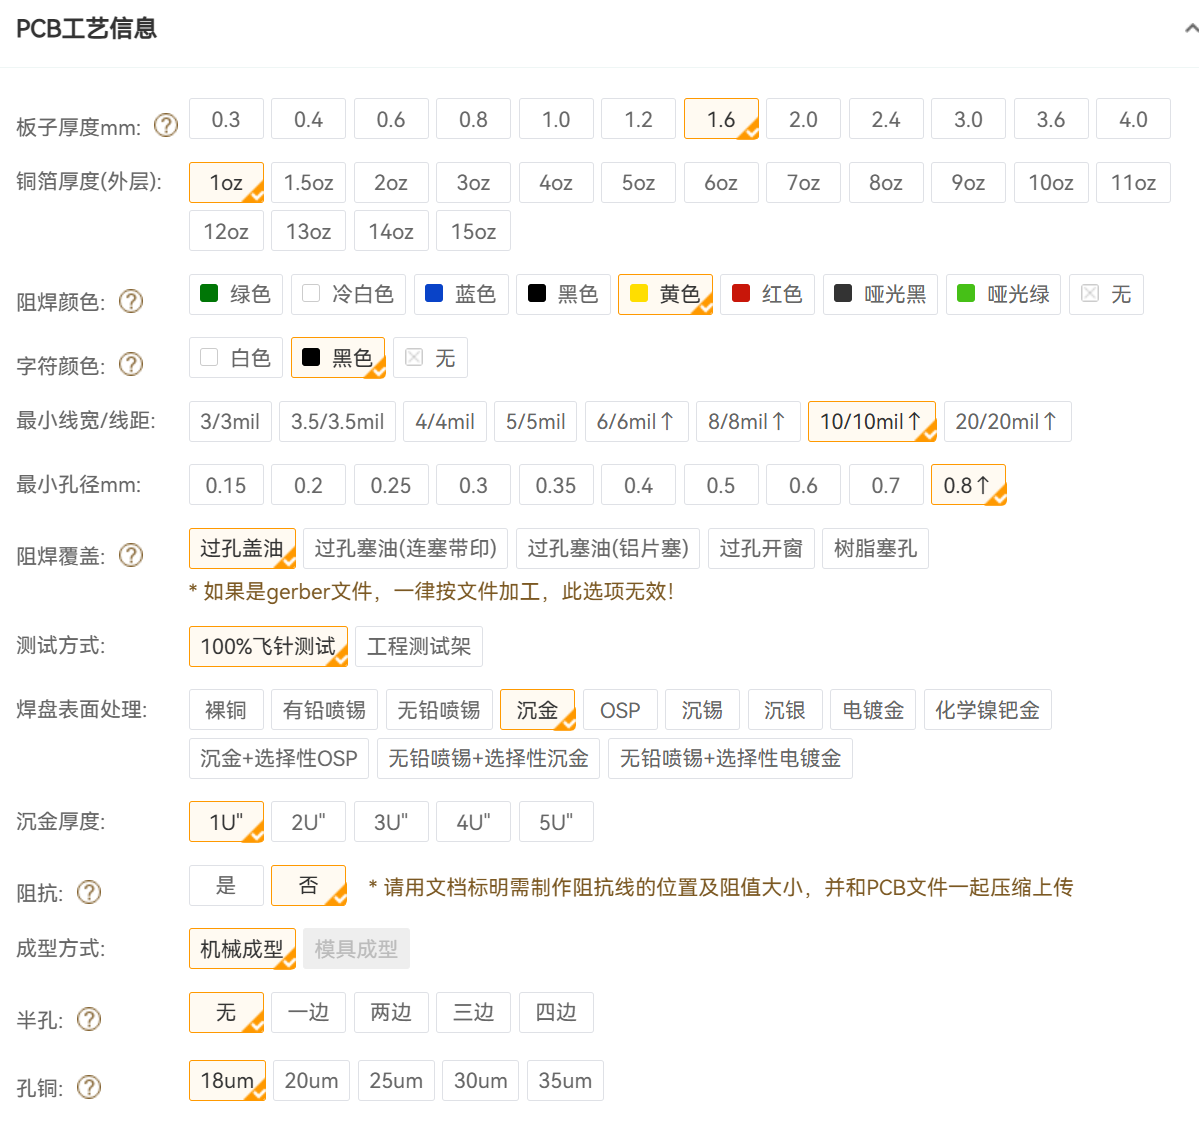 PCB工艺信息
板子厚度mm: ? 0.3 0.4 0.6 0.8 1.0 1.2 1.6 2.0 2.4 3.0 3.6 4.0
铜箔厚度(外层): 1oz 1.5oz 2oz 3oz 4oz 5oz 6oz 7oz 8oz 9oz 10oz 11oz
12oz 13oz 14oz 15oz
阻焊颜色: ? 绿色 冷白色 蓝色 黑色 黄色 红色 哑光黑 哑光绿 无
字符颜色: ? 白色 黑色 无
最小线宽/线距: 3/3mil 3.5/3.5mil 4/4mil 5/5mil 6/6mil↑ 8/8mil↑ 10/10mil↑ 20/20mil↑
最小孔径mm: 0.15 0.2 0.25 0.3 0.35 0.4 0.5 0.6 0.7 0.8↑
阻焊覆盖: ? 过孔盖油 过孔塞油(连塞带印) 过孔塞油(铝片塞) 过孔开窗 树脂塞孔
* 如果是gerber文件，一律按文件加工，此选项无效!
测试方式: 100%飞针测试 工程测试架
焊盘表面处理: 裸铜 有铅喷锡 无铅喷锡 沉金 OSP 沉锡 沉银 电镀金 化学镍钯金
沉金+选择性OSP 无铅喷锡+选择性沉金 无铅喷锡+选择性电镀金
沉金厚度: 1U" 2U" 3U" 4U" 5U"
阻抗: ? 是 否 * 请用文档标明需制作阻抗线的位置及阻值大小，并和PCB文件一起压缩上传
成型方式: 机械成型 模具成型
半孔: ? 无 一边 两边 三边 四边
孔铜: ? 18um 20um 25um 30um 35um